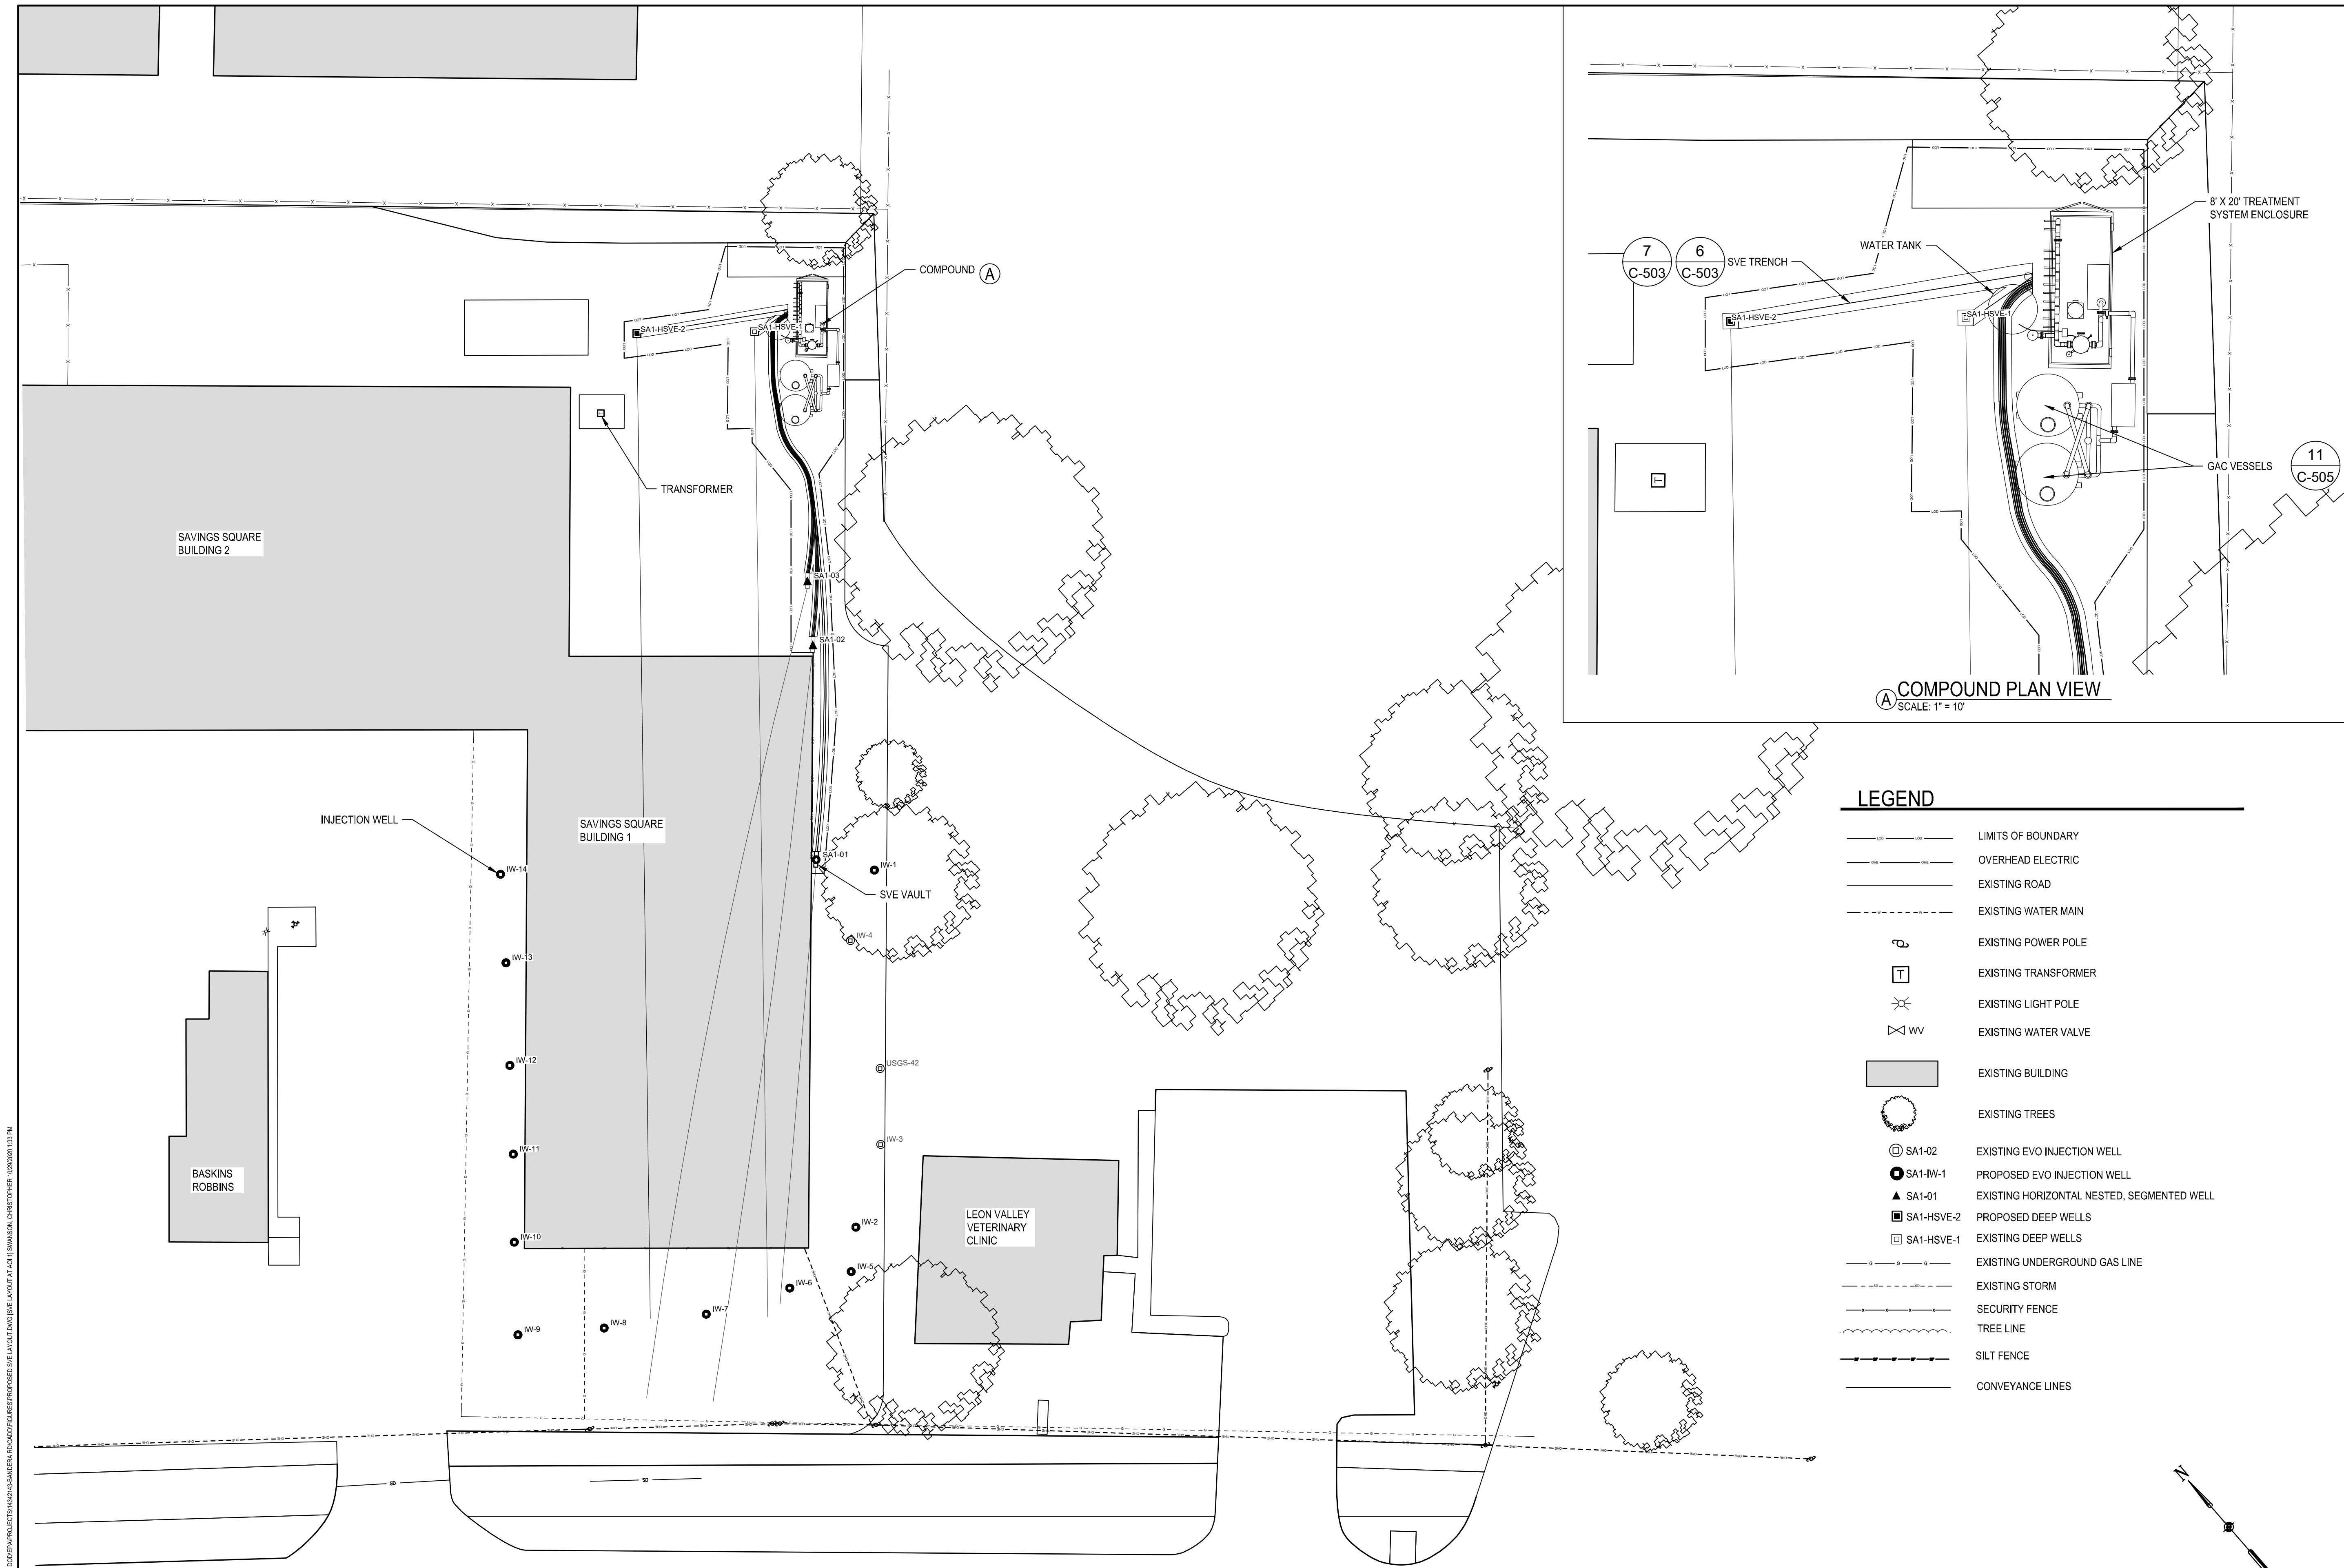 COMPOUND A
SA1-HSVE-2
SA1-HSVE-1
TRANSFORMER
SAVINGS SQUARE
BUILDING 2
SA1-03
SA1-02
INJECTION WELL
SAVINGS SQUARE
BUILDING 1
SA1-01
IW-1
SVE VAULT
IW-14
IW-4
IW-13
IW-12
USGS-42
IW-11
IW-3
BASKINS
ROBBINS
IW-10
IW-2
LEON VALLEY
VETERINARY
CLINIC
IW-5
IW-6
IW-7
IW-8
IW-9
SD
SD
8' X 20' TREATMENT
SYSTEM ENCLOSURE
7
C-503
6
C-503
SVE TRENCH
WATER TANK
SA1-HSVE-2
SA1-HSVE-1
T
GAC VESSELS
11
C-505
A COMPOUND PLAN VIEW
SCALE: 1" = 10'
LEGEND
LIMITS OF BOUNDARY
OVERHEAD ELECTRIC
EXISTING ROAD
EXISTING WATER MAIN
EXISTING POWER POLE
T EXISTING TRANSFORMER
EXISTING LIGHT POLE
WV EXISTING WATER VALVE
EXISTING BUILDING
EXISTING TREES
SA1-02 EXISTING EVO INJECTION WELL
SA1-IW-1 PROPOSED EVO INJECTION WELL
SA1-01 EXISTING HORIZONTAL NESTED, SEGMENTED WELL
SA1-HSVE-2 PROPOSED DEEP WELLS
SA1-HSVE-1 EXISTING DEEP WELLS
G G G EXISTING UNDERGROUND GAS LINE
EXISTING STORM
X X X X SECURITY FENCE
TREE LINE
SILT FENCE
CONVEYANCE LINES
N